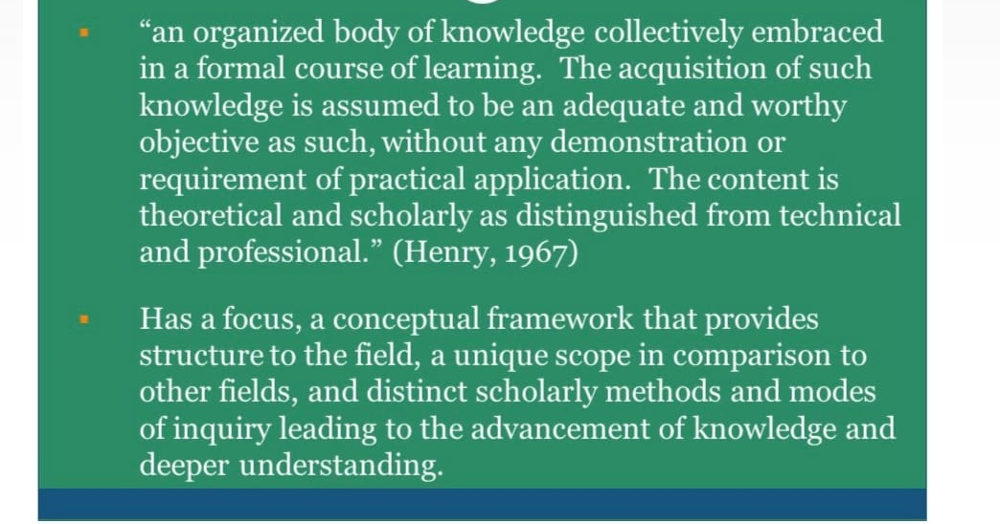 “an organized body of knowledge collectively embraced
in a formal course of learning.  The acquisition of such
knowledge is assumed to be an adequate and worthy
objective as such, without any demonstration or
requirement of practical application.  The content is
theoretical and scholarly as distinguished from technical
and professional.” (Henry, 1967)
Has a focus, a conceptual framework that provides
structure to the field, a unique scope in comparison to
other fields, and distinct scholarly methods and modes
of inquiry leading to the advancement of knowledge and
deeper understanding.